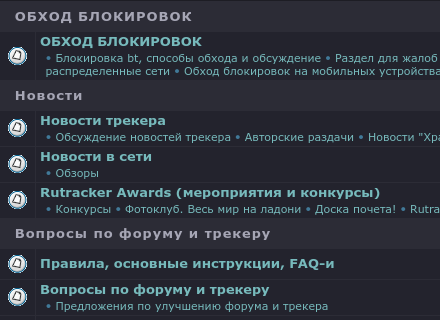 ОБХОД БЛОКИРОВОК
ОБХОД БЛОКИРОВОК
• Блокировка bt, способы обхода и обсуждение • Раздел для жалоб
распределенные сети • Обход блокировок на мобильных устройства
Новости
Новости трекера
• Обсуждение новостей трекера • Авторские раздачи • Новости "Хра
Новости в сети
• Обзоры
Rutracker Awards (мероприятия и конкурсы)
• Конкурсы • Фотоклуб. Весь мир на ладони • Доска почета! • Rutra
Вопросы по форуму и трекеру
Правила, основные инструкции, FAQ-и
Вопросы по форуму и трекеру
• Предложения по улучшению форума и трекера